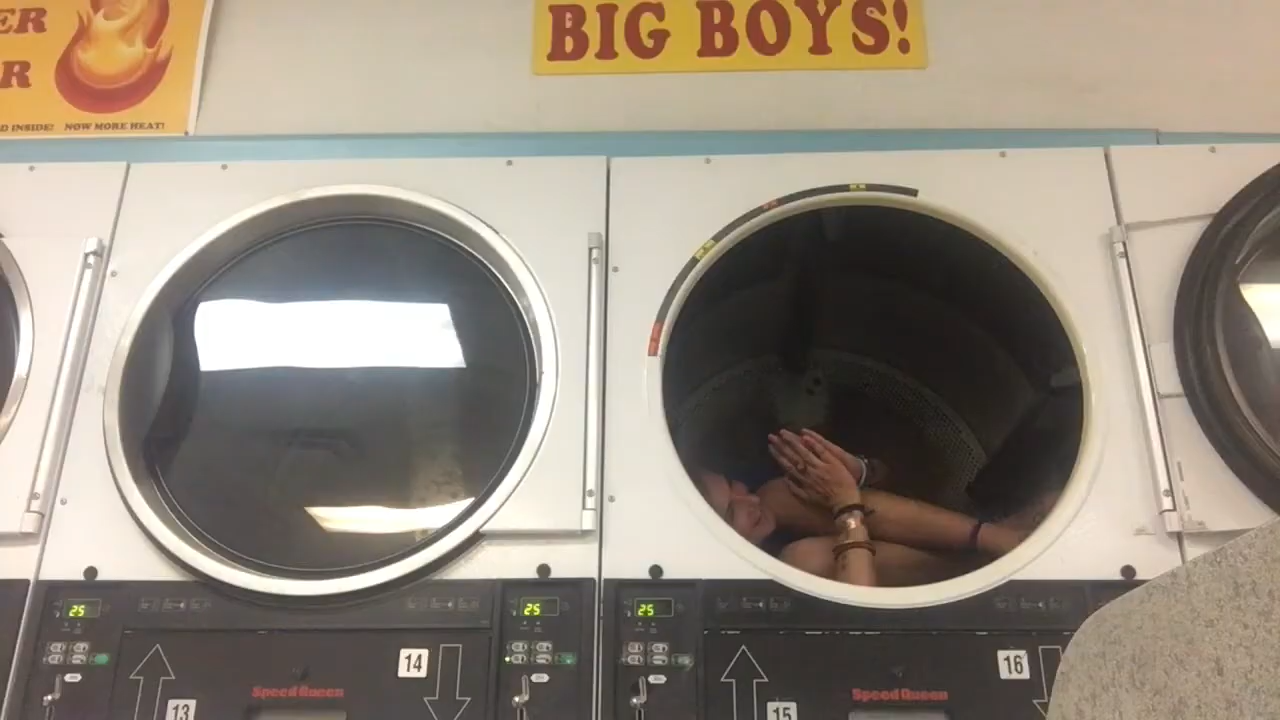 ER
R
D INSIDE! NOW MORE HEAT!
BIG BOYS!
25
25
25
14
16
Speed Queen
Speed Queen
13
15